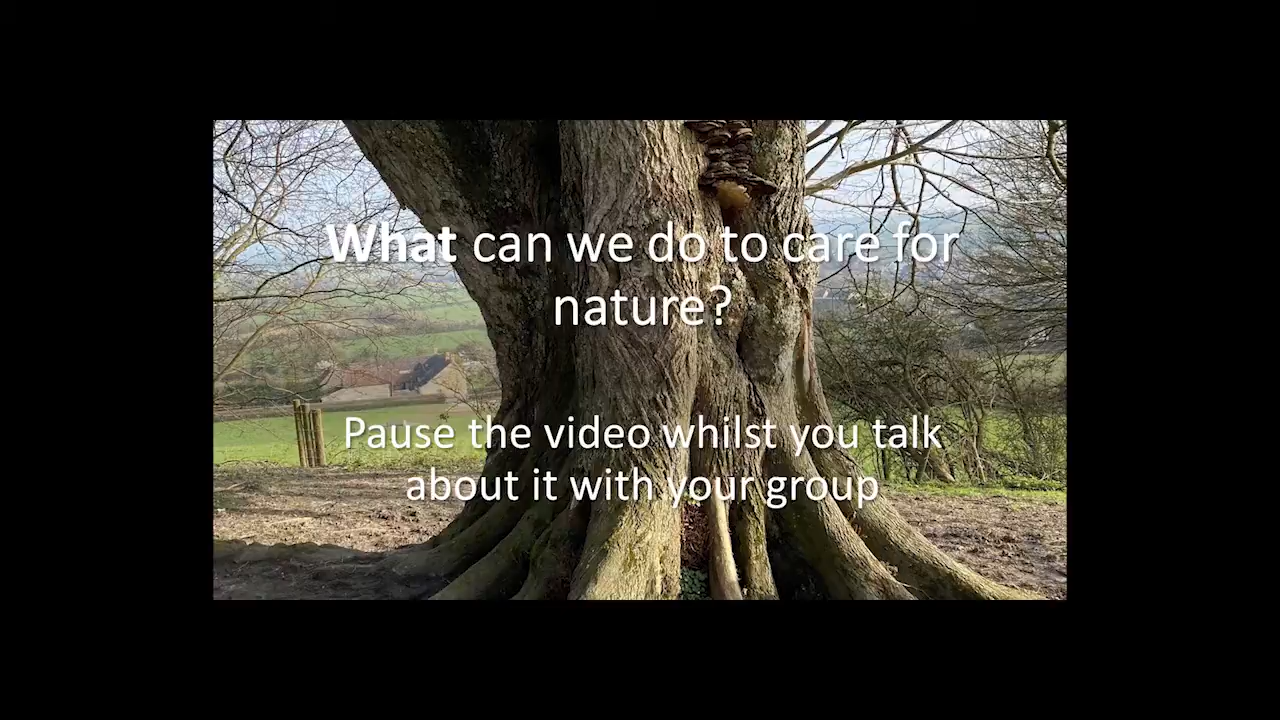 What can we do to care for
nature?
Pause the video whilst you talk
about it with your group